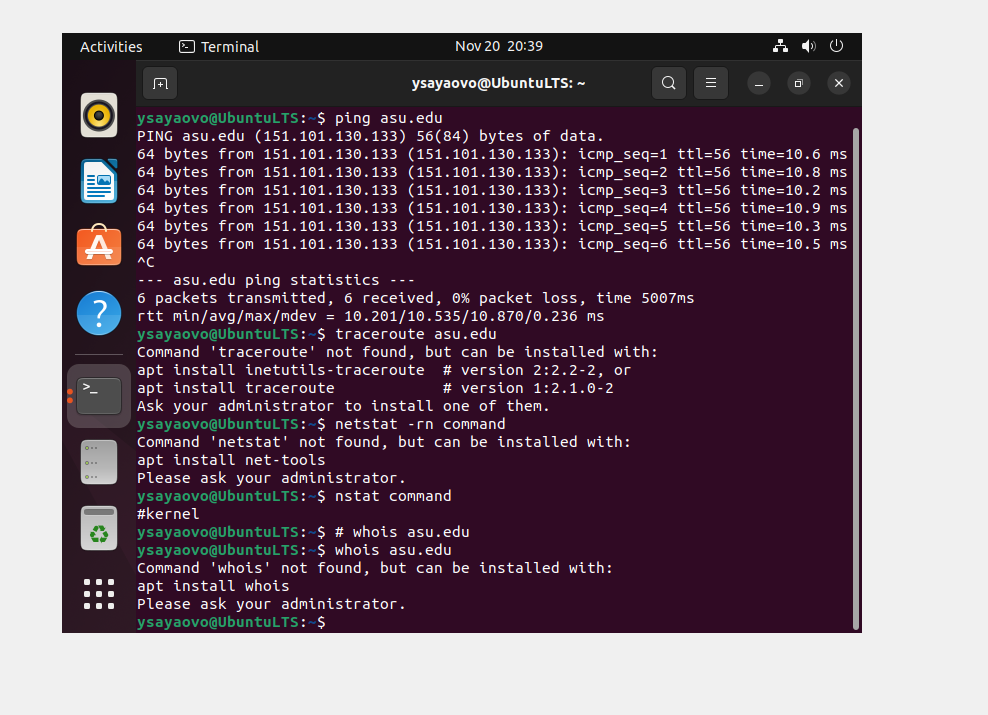 Activities
Terminal
Nov 20 20:39
ysayaovo@UbuntuLTS: ~
ysayaovo@UbuntuLTS:~$ ping asu.edu
PING asu.edu (151.101.130.133) 56(84) bytes of data.
64 bytes from 151.101.130.133 (151.101.130.133): icmp_seq=1 ttl=56 time=10.6 ms
64 bytes from 151.101.130.133 (151.101.130.133): icmp_seq=2 ttl=56 time=10.8 ms
64 bytes from 151.101.130.133 (151.101.130.133): icmp_seq=3 ttl=56 time=10.2 ms
64 bytes from 151.101.130.133 (151.101.130.133): icmp_seq=4 ttl=56 time=10.9 ms
64 bytes from 151.101.130.133 (151.101.130.133): icmp_seq=5 ttl=56 time=10.3 ms
64 bytes from 151.101.130.133 (151.101.130.133): icmp_seq=6 ttl=56 time=10.5 ms
^C
--- asu.edu ping statistics ---
6 packets transmitted, 6 received, 0% packet loss, time 5007ms
rtt min/avg/max/mdev = 10.201/10.535/10.870/0.236 ms
ysayaovo@UbuntuLTS:~$ traceroute asu.edu
Command 'traceroute' not found, but can be installed with:
apt install inetutils-traceroute  # version 2:2.2-2, or
apt install traceroute            # version 1:2.1.0-2
Ask your administrator to install one of them.
ysayaovo@UbuntuLTS:~$ netstat -rn command
Command 'netstat' not found, but can be installed with:
apt install net-tools
Please ask your administrator.
ysayaovo@UbuntuLTS:~$ nstat command
#kernel
ysayaovo@UbuntuLTS:~$ # whois asu.edu
ysayaovo@UbuntuLTS:~$ whois asu.edu
Command 'whois' not found, but can be installed with:
apt install whois
Please ask your administrator.
ysayaovo@UbuntuLTS:~$